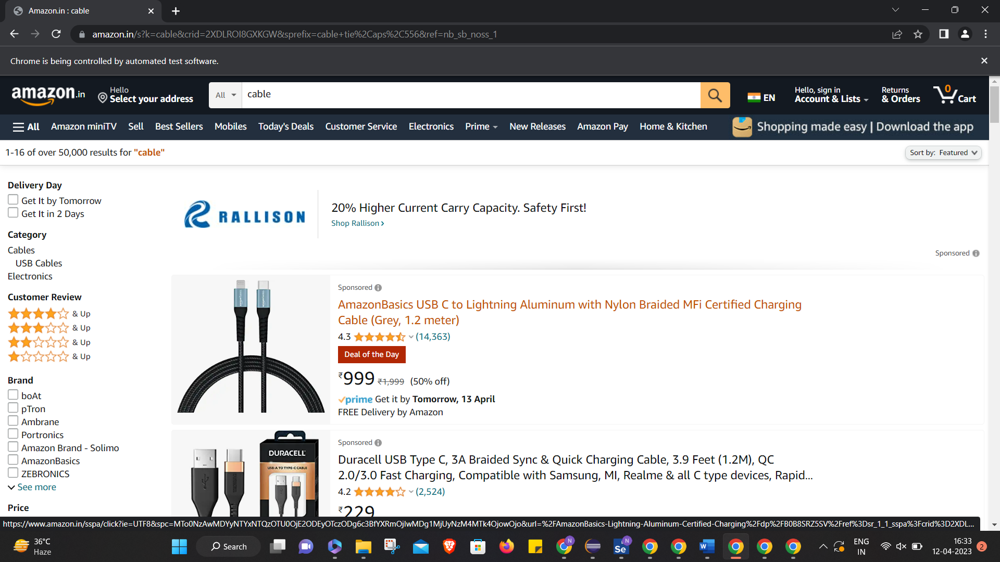 Amazon.in : cable
amazon.in/s?k=cable&crid=2XDLROI8GXKGW&sprefix=cable+tie%2Caps%2C556&ref=nb_sb_noss_1
Chrome is being controlled by automated test software.
amazon.in
Hello
Select your address
All
cable
EN
Hello, sign in
Account & Lists
Returns
& Orders
0
Cart
All Amazon miniTV Sell Best Sellers Mobiles Today's Deals Customer Service Electronics Prime New Releases Amazon Pay Home & Kitchen Shopping made easy | Download the app
1-16 of over 50,000 results for "cable"
Sort by: Featured
Delivery Day
Get It by Tomorrow
Get It in 2 Days
Category
Cables
USB Cables
Electronics
Customer Review
& Up
& Up
& Up
& Up
Brand
boAt
pTron
Ambrane
Portronics
Amazon Brand - Solimo
AmazonBasics
ZEBRONICS
See more
Price
RALLISON
20% Higher Current Carry Capacity. Safety First!
Shop Rallison ›
Sponsored
Sponsored
AmazonBasics USB C to Lightning Aluminum with Nylon Braided MFi Certified Charging
Cable (Grey, 1.2 meter)
4.3 (14,363)
Deal of the Day
₹999 ₹1,999 (50% off)
prime Get it by Tomorrow, 13 April
FREE Delivery by Amazon
DURACELL
USB-A TO TYPE-C CABLE
Sponsored
Duracell USB Type C, 3A Braided Sync & Quick Charging Cable, 3.9 Feet (1.2M), QC
2.0/3.0 Fast Charging, Compatible with Samsung, MI, Realme & all C type devices, Rapid...
4.2 (2,524)
₹229
https://www.amazon.in/sspa/click?ie=UTF8&spc=MTo0NzAwMDYyNTYxNTQzOTU0OjE2ODEyOTczODg6c3BfYXRmOjIwMDg1MjUyNzM4MTk4OjowOjo&url=%2FAmazonBasics-Lightning-Aluminum-Certified-Charging%2Fdp%2FB0B8SRZ5SV%2Fref%3Dsr_1_1_sspa%3Fcrid%3D2XDL...
36°C
Haze
Search
N
Se
N
W
ENG
IN
16:33
12-04-2023
2